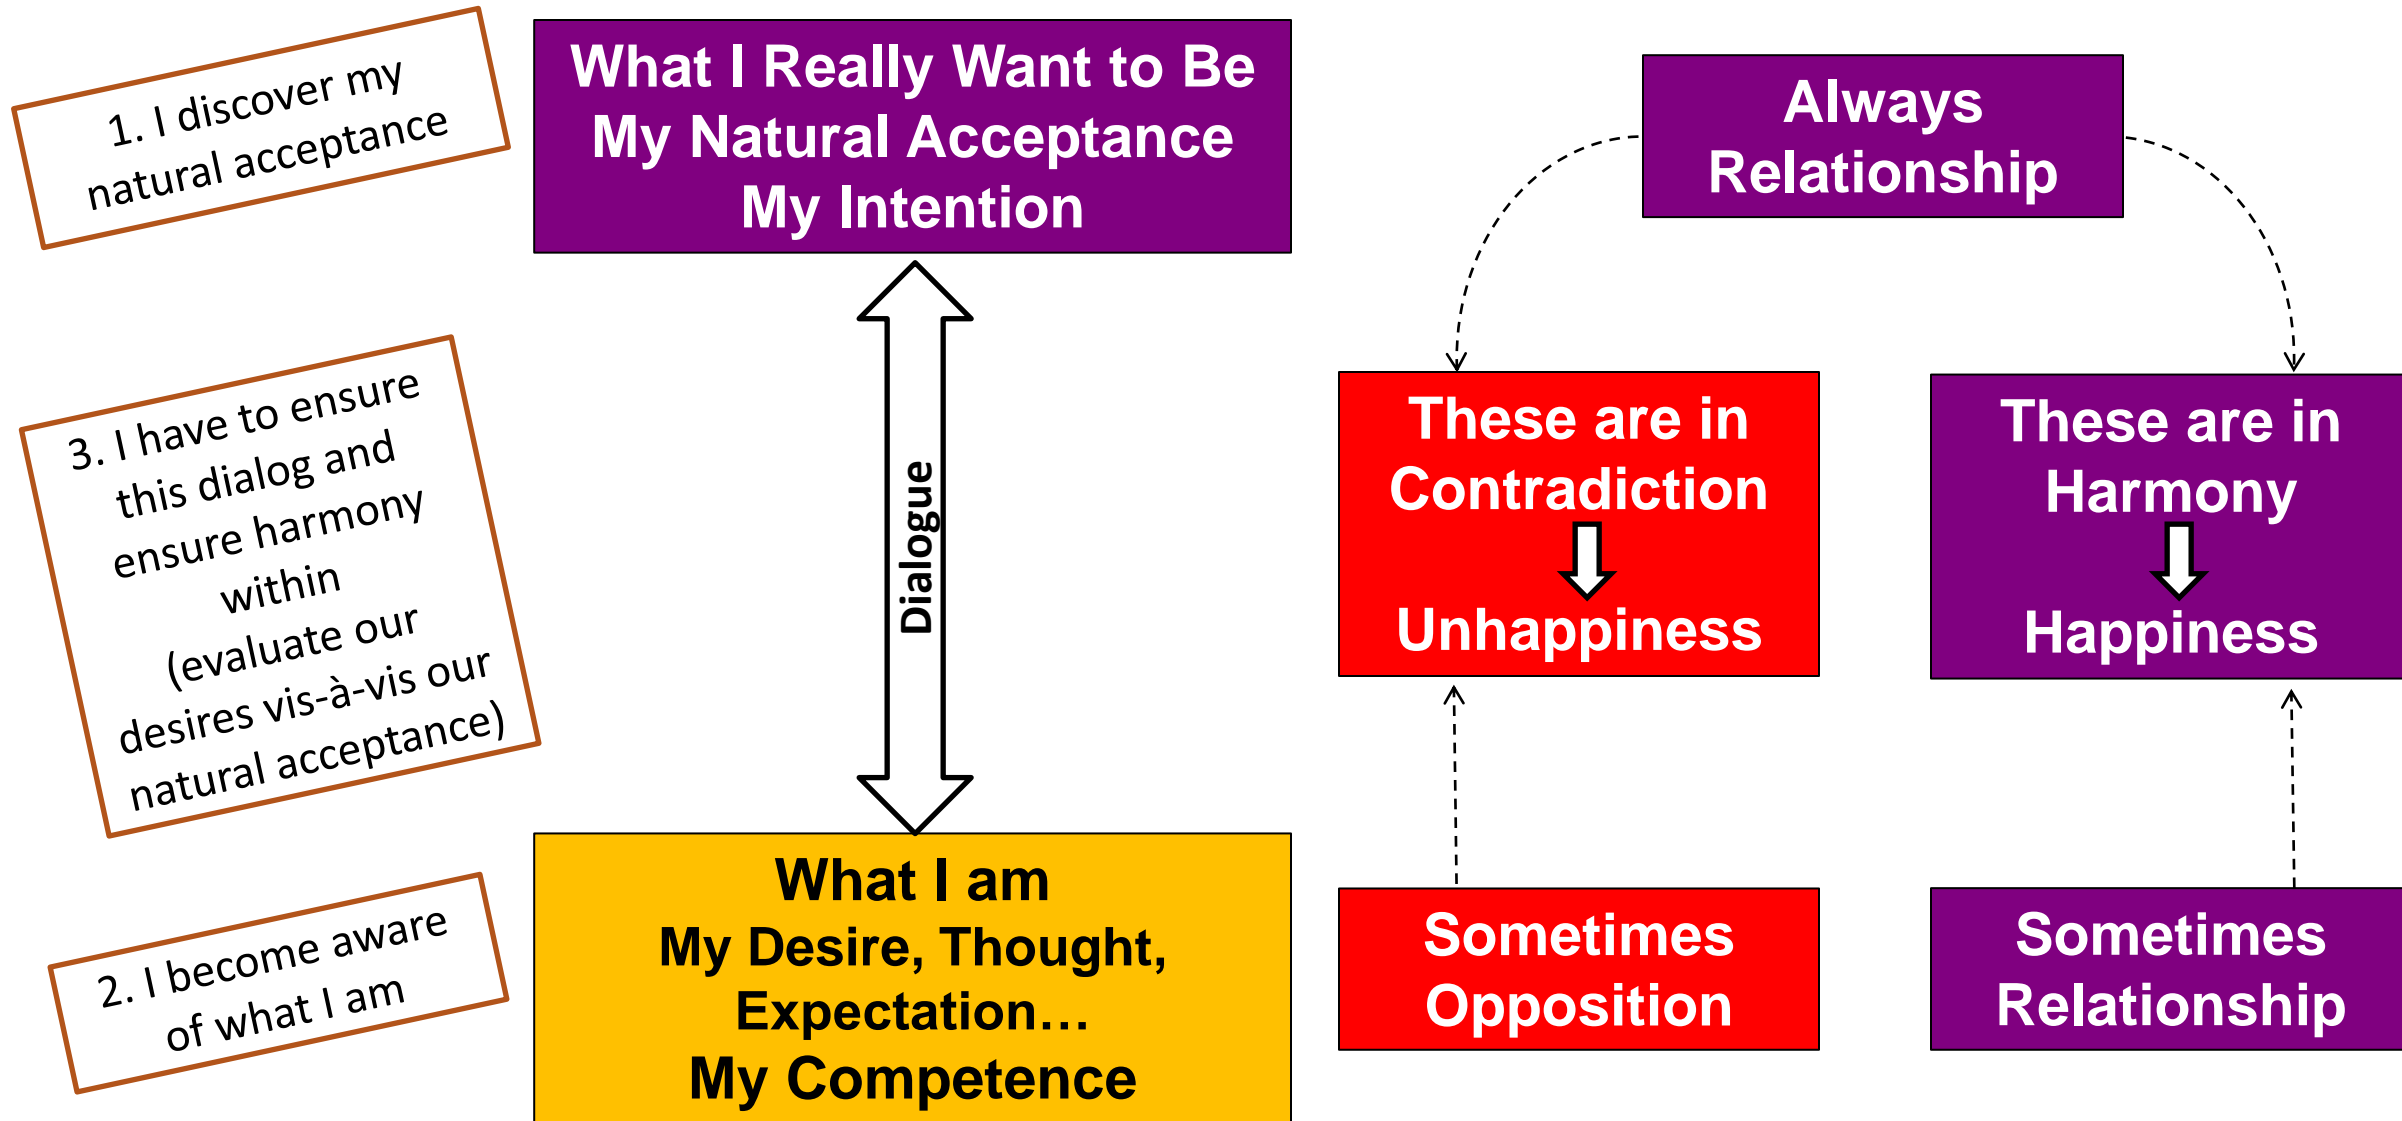 1. I discover my
natural acceptance
What I Really Want to Be
My Natural Acceptance
My Intention
Always
Relationship
3. I have to ensure
this dialog and
ensure harmony
within
(evaluate our
desires vis-à-vis our
natural acceptance)
Dialogue
These are in
Contradiction
Unhappiness
These are in
Harmony
Happiness
2. I become aware
of what I am
What I am
My Desire, Thought,
Expectation…
My Competence
Sometimes
Opposition
Sometimes
Relationship